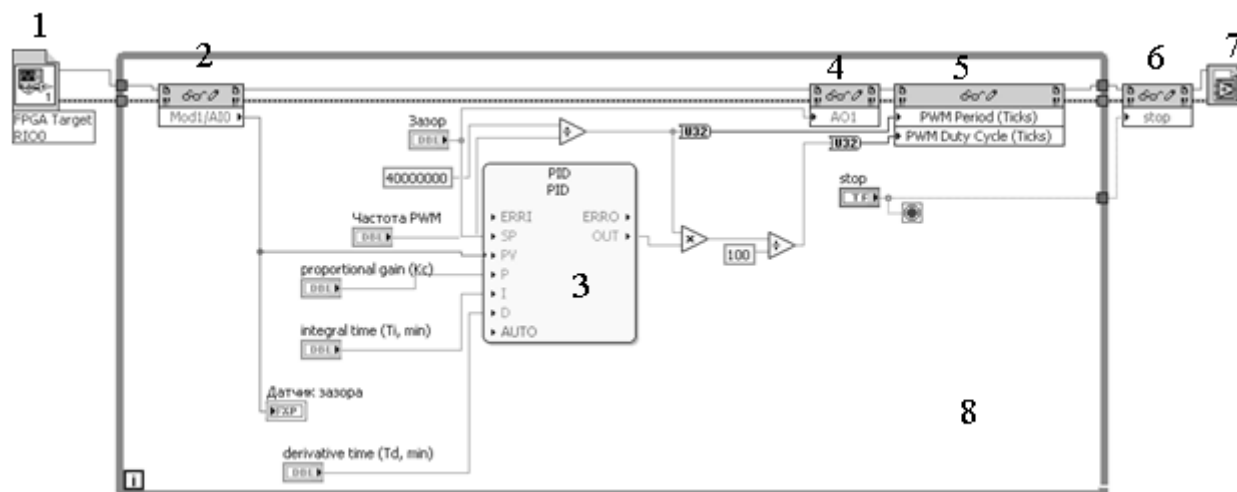 1
2
4
5
6
7
FPGA Target
RIO0
Mod1/AI0
AO1
PWM Period (Ticks)
PWM Duty Cycle (Ticks)
stop
Зазор
DBL
U32
U32
40000000
PID
PID
stop
TF
ERRI
ERRO
SP
OUT
PV
P
I
D
AUTO
3
100
Частота PWM
DBL
proportional gain (Kc)
DBL
integral time (Ti, min)
DBL
Датчик зазора
FXP
8
derivative time (Td, min)
DBL
i